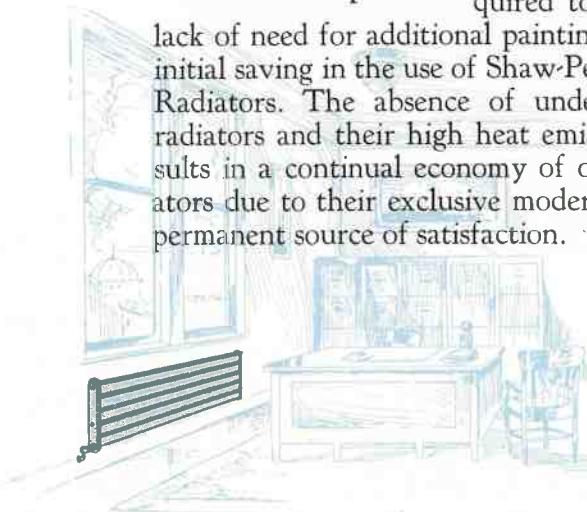 quired to
lack of need for additional paintin
initial saving in the use of Shaw-Pe
Radiators. The absence of unde
radiators and their high heat emi
sults in a continual economy of o
ators due to their exclusive moder
permanent source of satisfaction.